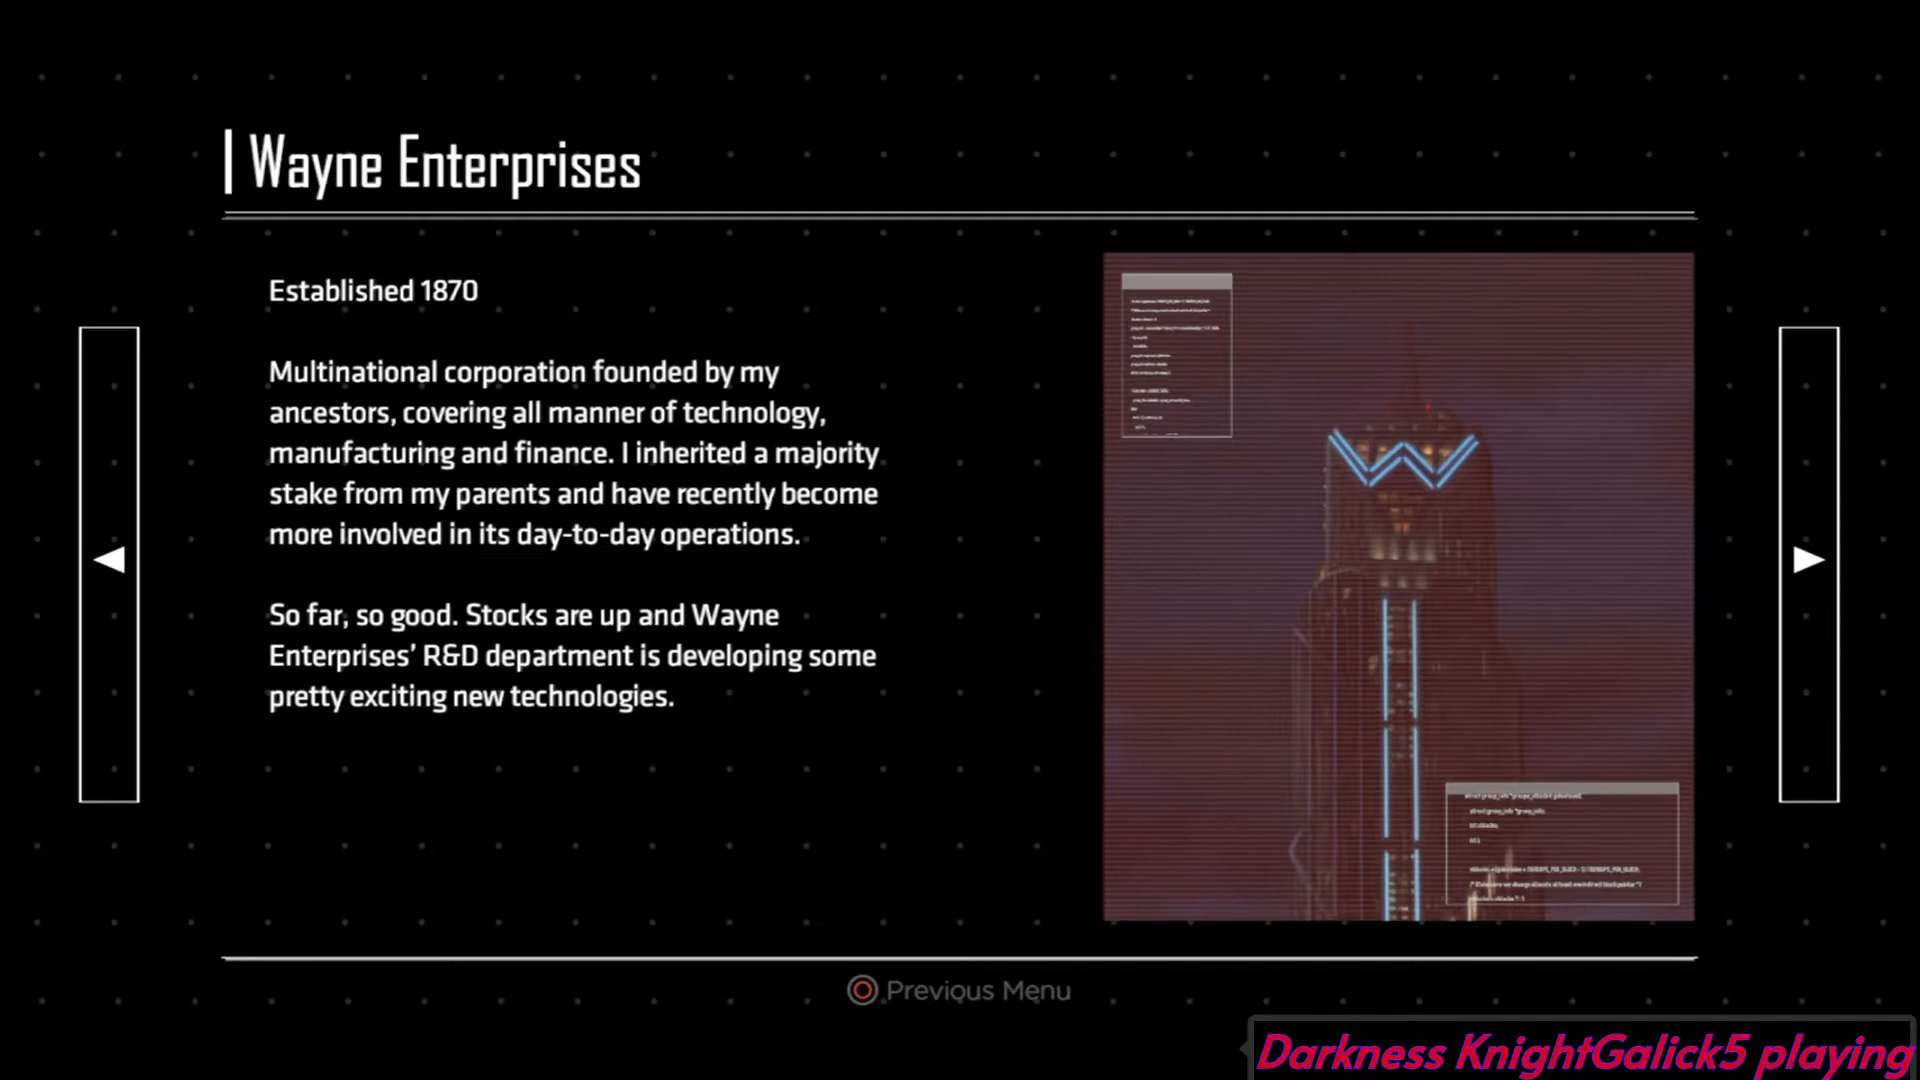 Wayne Enterprises
Established 1870
Multinational corporation founded by my
ancestors, covering all manner of technology,
manufacturing and finance. I inherited a majority
stake from my parents and have recently become
more involved in its day-to-day operations.
So far, so good. Stocks are up and Wayne
Enterprises’ R&D department is developing some
pretty exciting new technologies.
Previous Menu
Darkness KnightGalick5 playing